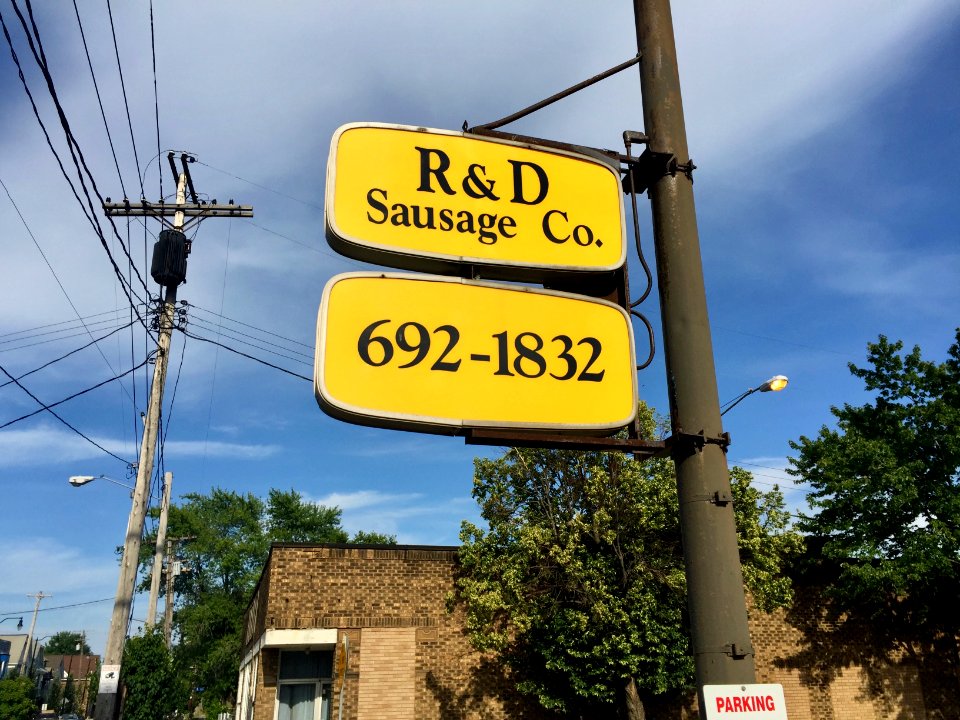 R & D
Sausage Co.
692-1832
PARKING